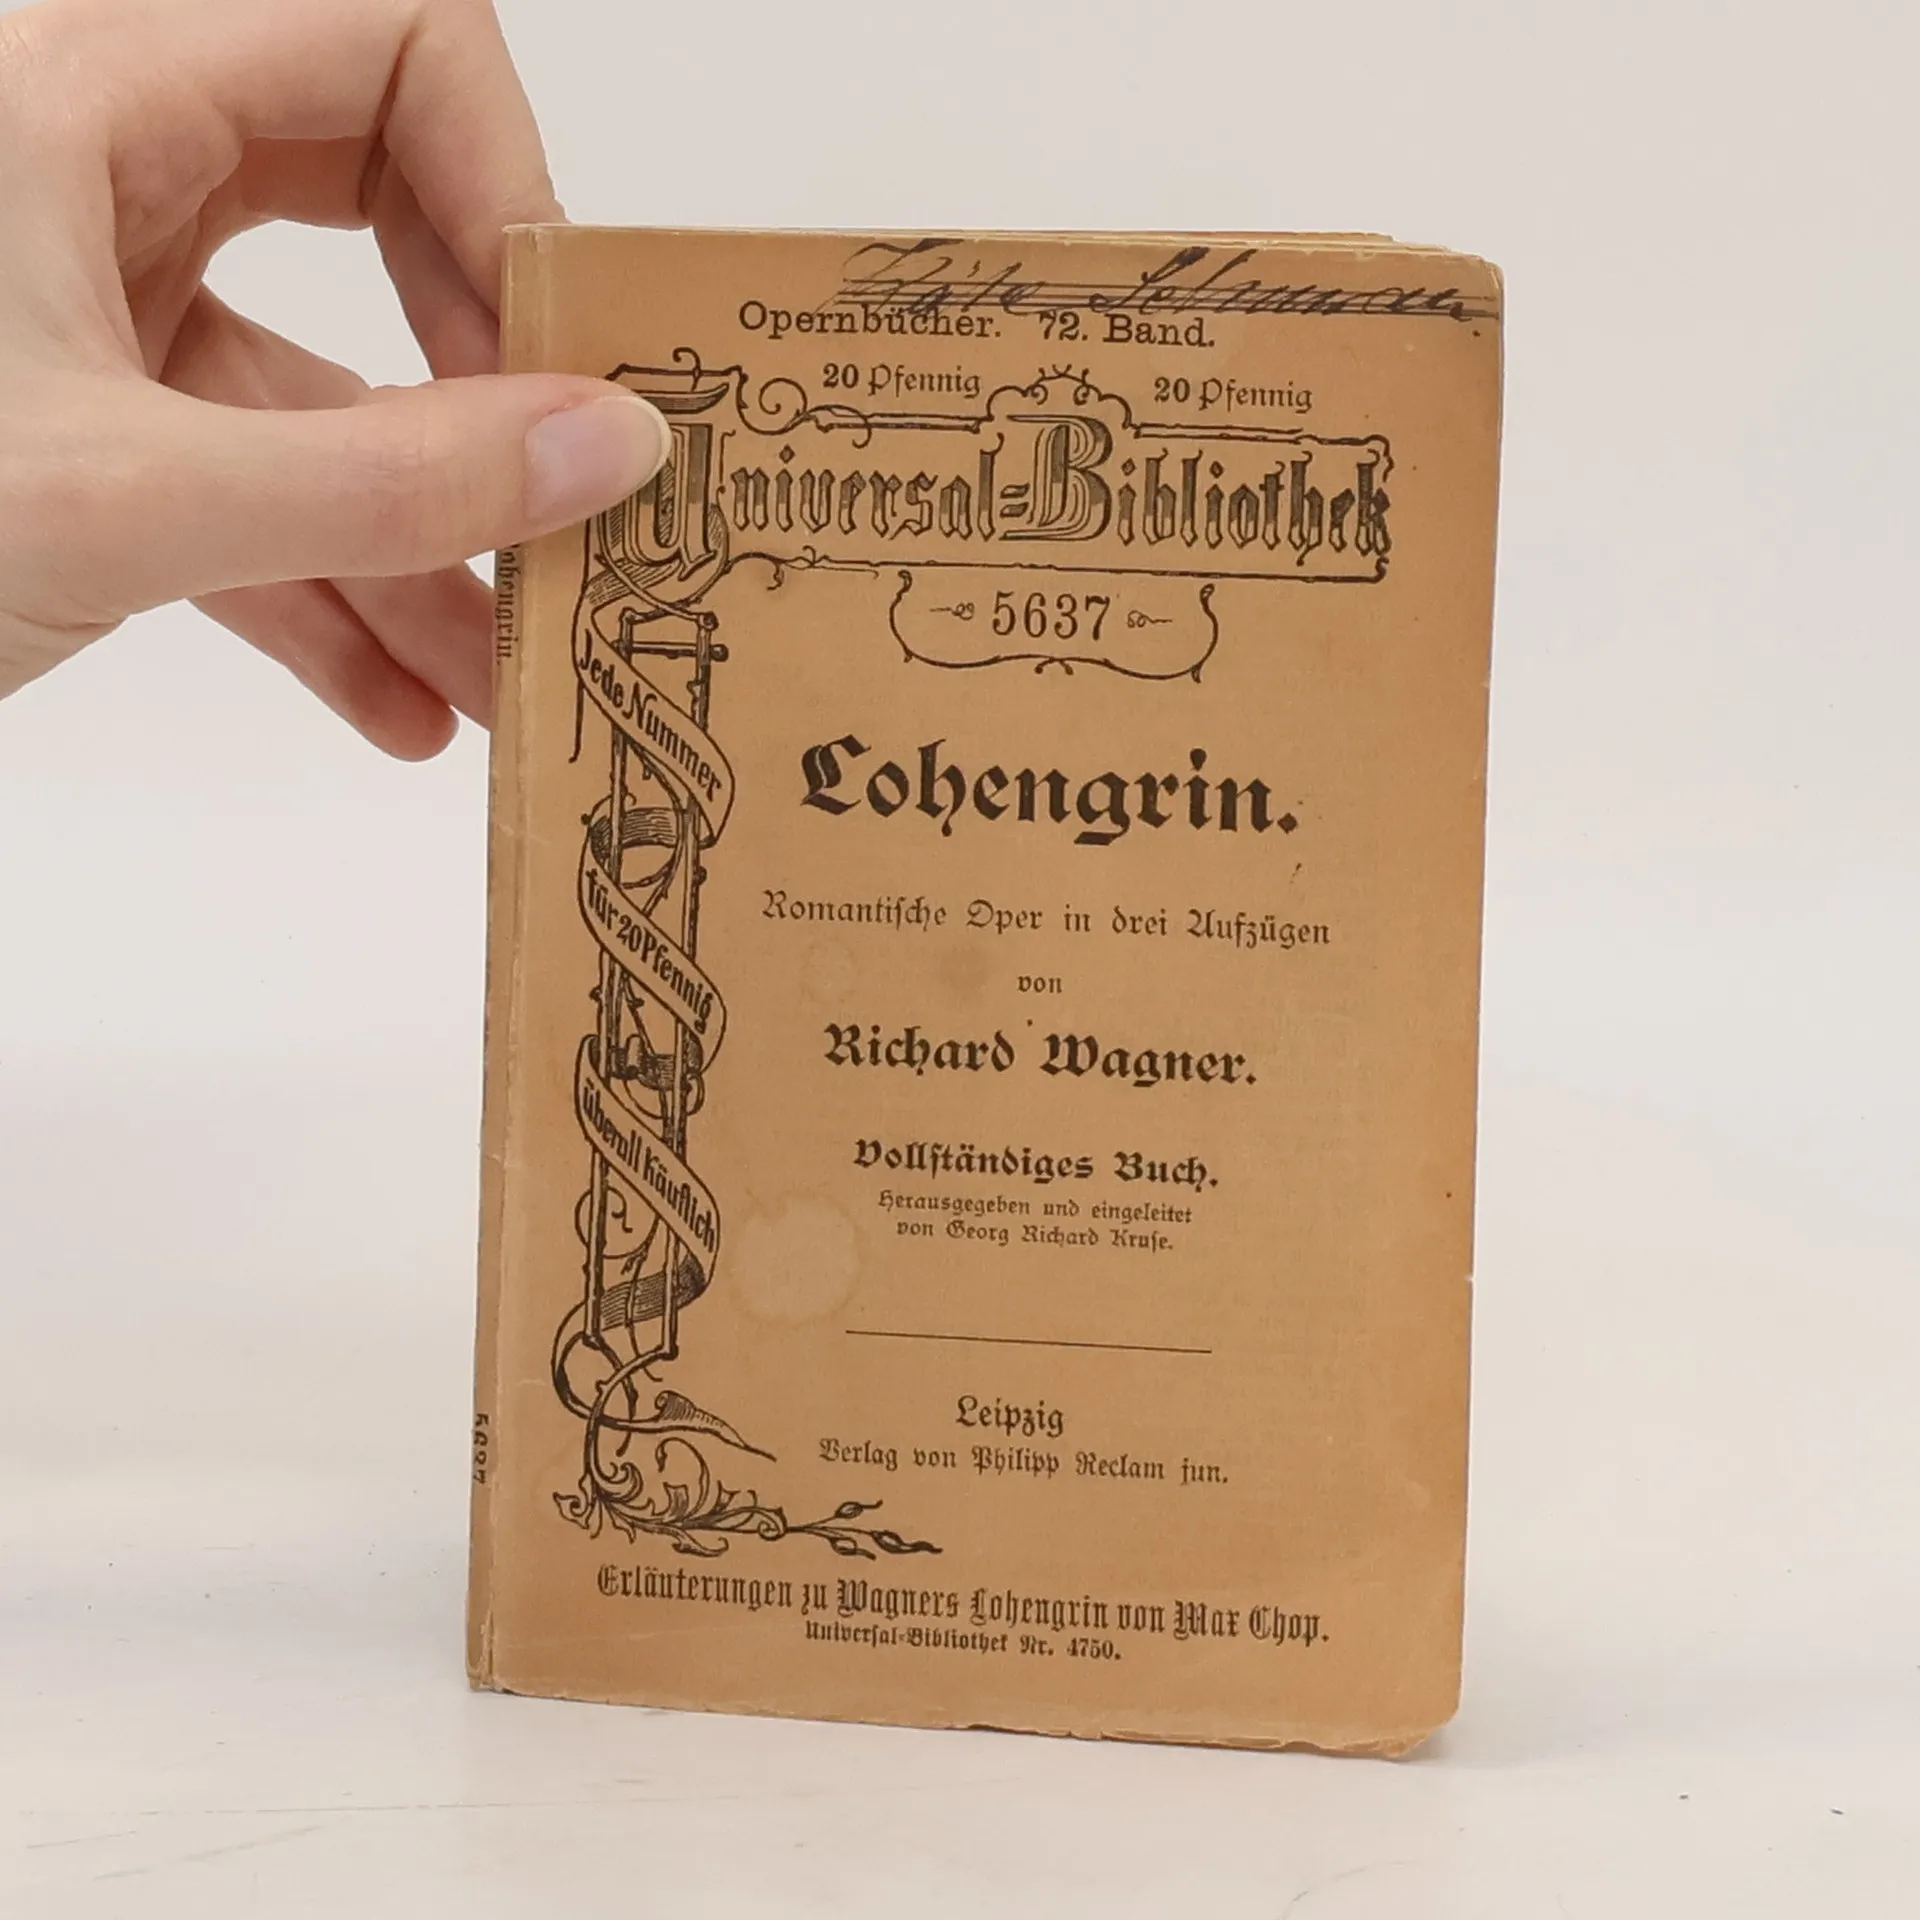 Käte Schumann.
Opernbücher. 72. Band.
20 Pfennig 20 Pfennig
Universal=Bibliothek
5637
Jede Nummer
für 20 Pfennig
überall käuflich
Lohengrin.
Romantische Oper in drei Aufzügen
von
Richard Wagner.
Vollständiges Buch.
Herausgegeben und eingeleitet
von Georg Richard Kruse.
Leipzig
Verlag von Philipp Reclam jun.
Erläuterungen zu Wagners Lohengrin von Max Chop.
Universal=Bibliothek Nr. 4750.
Lohengrin.
5637